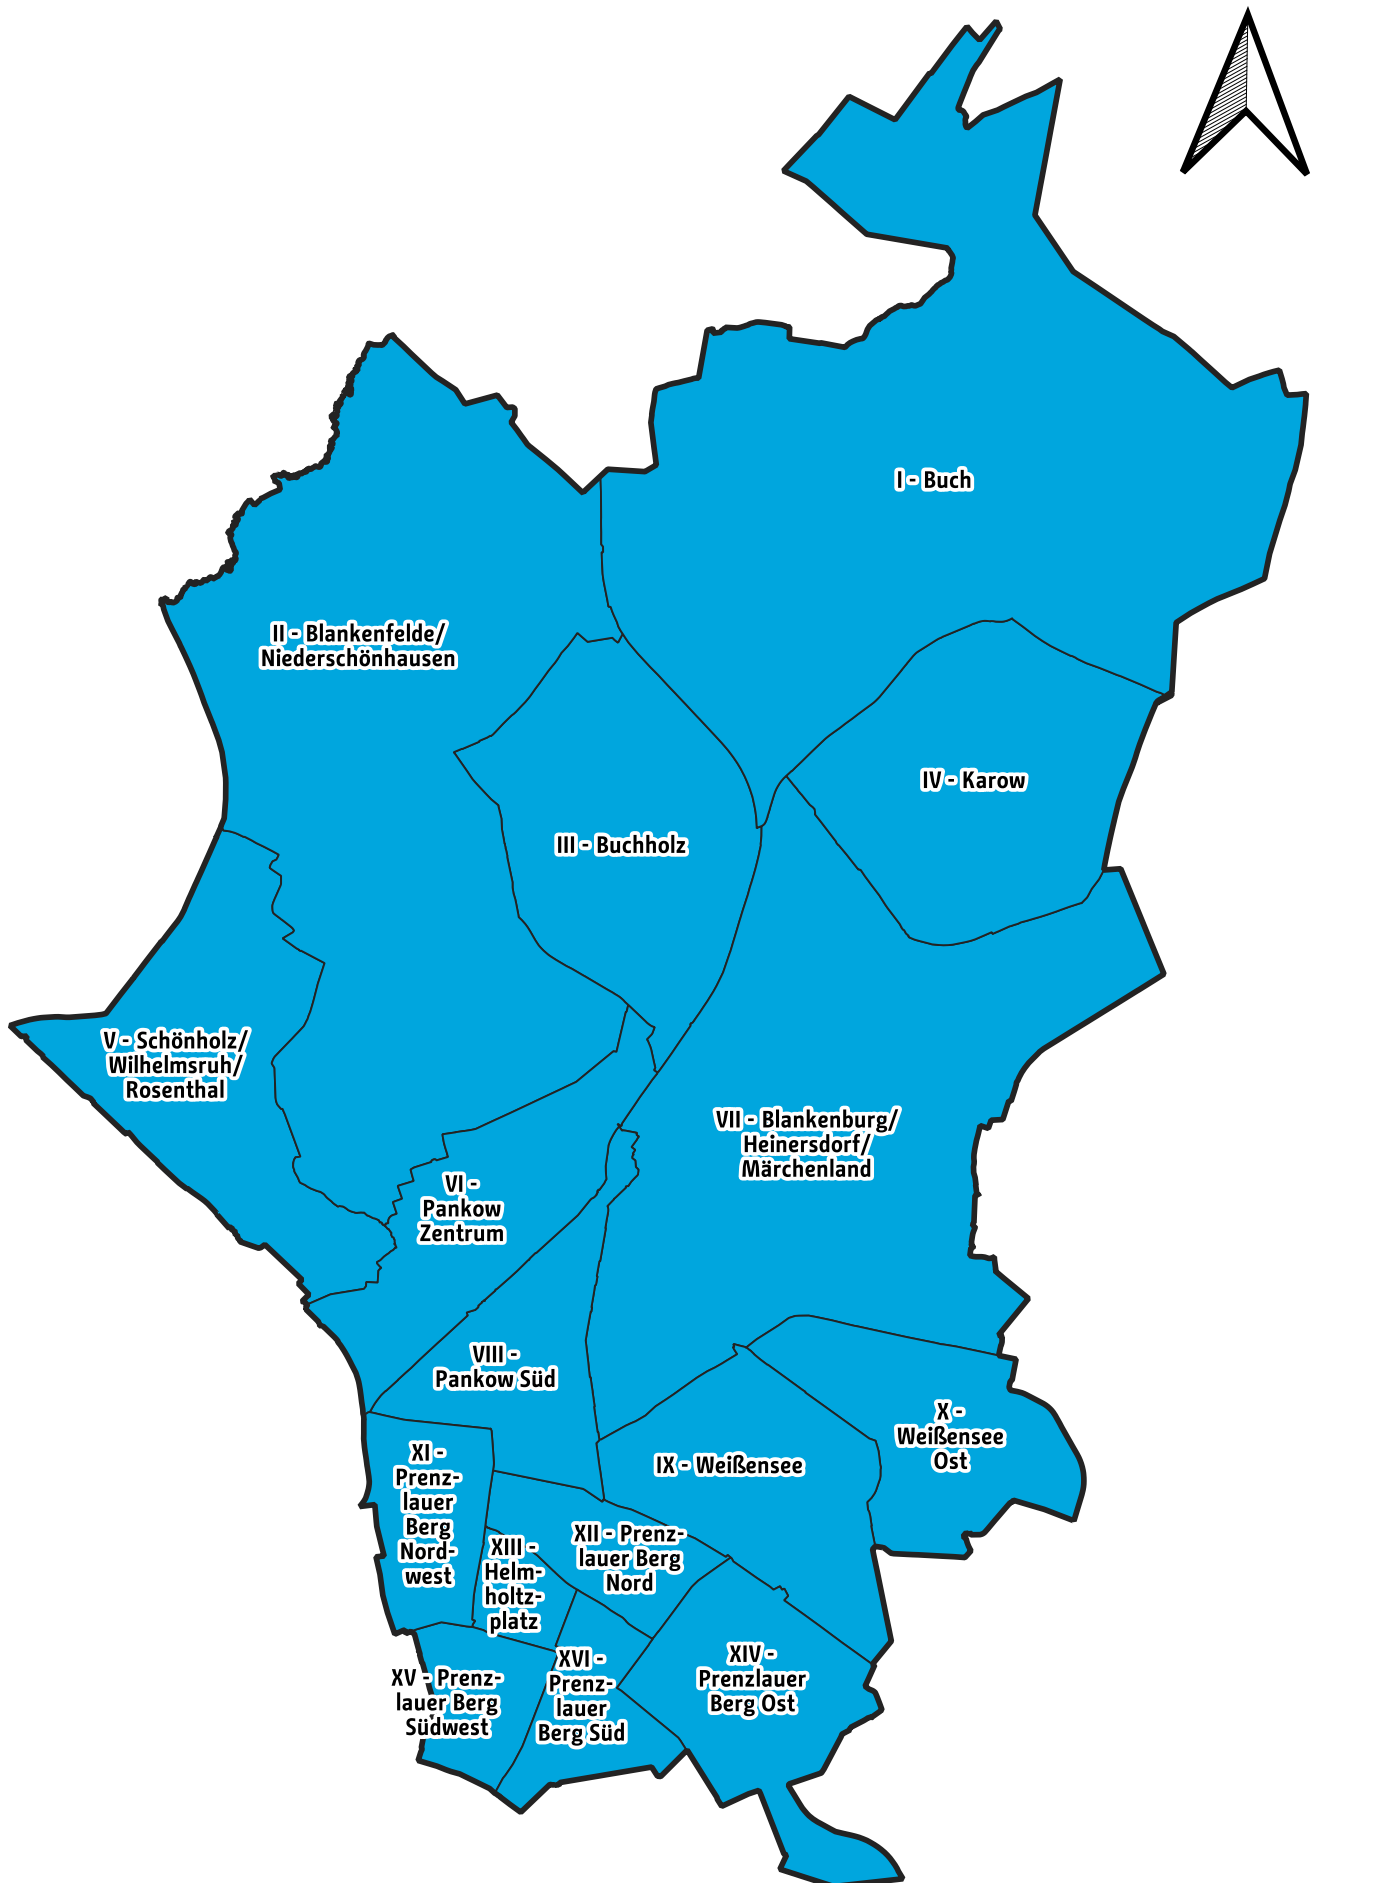 I - Buch
II - Blankenfelde/
Niederschönhausen
IV - Karow
III - Buchholz
V - Schönholz/
Wilhelmsruh/
Rosenthal
VII - Blankenburg/
Heinersdorf/
Märchenland
VI -
Pankow
Zentrum
VIII -
Pankow Süd
X -
Weißensee
Ost
IX - Weißensee
XI -
Prenz-
lauer
Berg
Nord-
west
XII - Prenz-
lauer Berg
Nord
XIII -
Helm-
holtz-
platz
XIV -
Prenzlauer
Berg Ost
XVI -
Prenz-
lauer
Berg Süd
XV - Prenz-
lauer Berg
Südwest